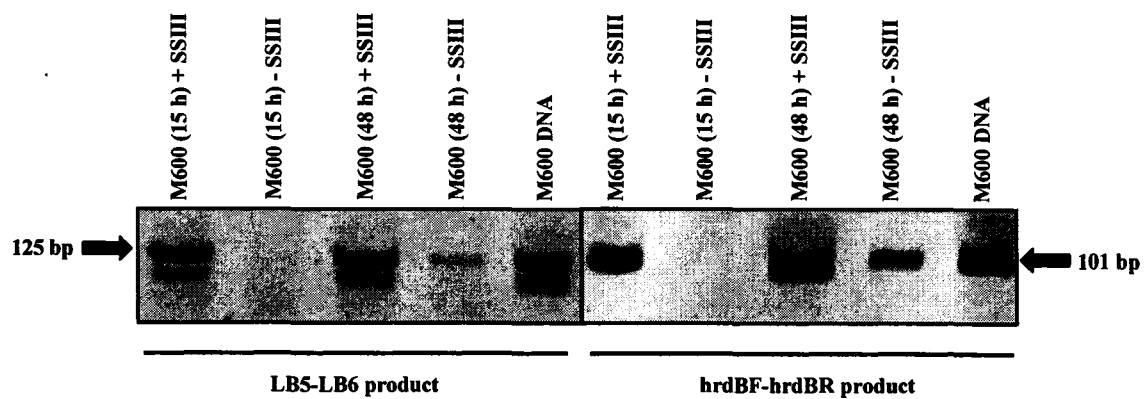 M600 (15 h) + SSIII
M600 (15 h) - SSIII
M600 (48 h) + SSIII
M600 (48 h) - SSIII
M600 DNA
M600 (15 h) + SSIII
M600 (15 h) - SSIII
M600 (48 h) + SSIII
M600 (48 h) - SSIII
M600 DNA
125 bp
101 bp
LB5-LB6 product
hrdBF-hrdBR product